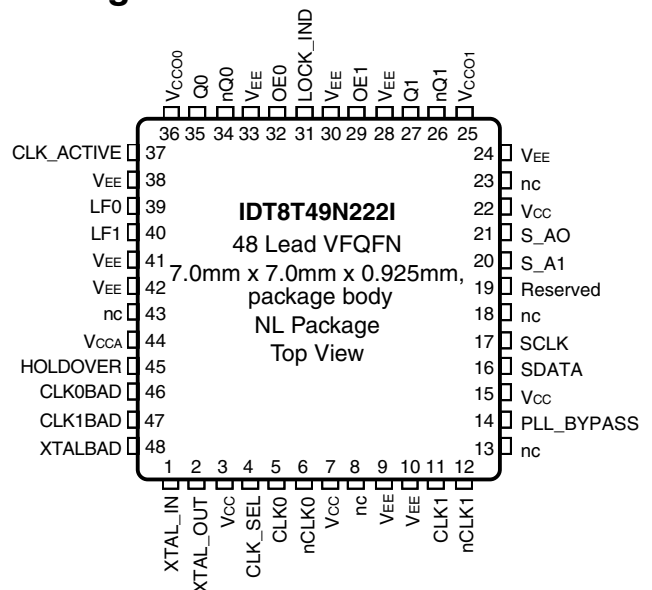 g
VCCO0
Q0
nQ0
VEE
OE0
LOCK_IND
VEE
OE1
VEE
Q1
nQ1
VCCO1
36 35 34 33 32 31 30 29 28 27 26 25
CLK_ACTIVE 37
VEE 38
LF0 39
LF1 40
VEE 41
VEE 42
nc 43
VCCA 44
HOLDOVER 45
CLK0BAD 46
CLK1BAD 47
XTALBAD 48
IDT8T49N222I
48 Lead VFQFN
7.0mm x 7.0mm x 0.925mm,
package body
NL Package
Top View
24 VEE
23 nc
22 VCC
21 S_AO
20 S_A1
19 Reserved
18 nc
17 SCLK
16 SDATA
15 VCC
14 PLL_BYPASS
13 nc
1 2 3 4 5 6 7 8 9 10 11 12
XTAL_IN
XTAL_OUT
VCC
CLK_SEL
CLK0
nCLK0
VCC
nc
VEE
VEE
CLK1
nCLK1